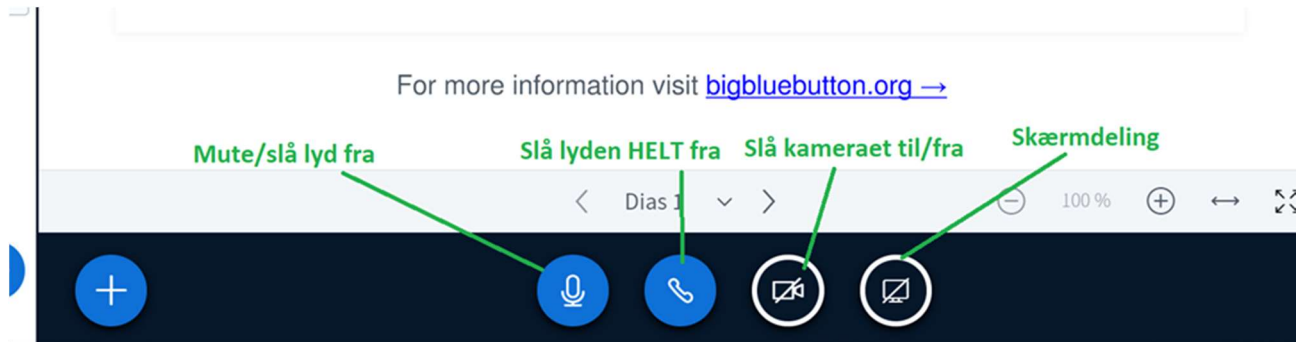 For more information visit bigbluebutton.org →
Mute/slå lyd fra
Slå lyden HELT fra
Slå kameraet til/fra
Skærmdeling
Dias 1
100 %